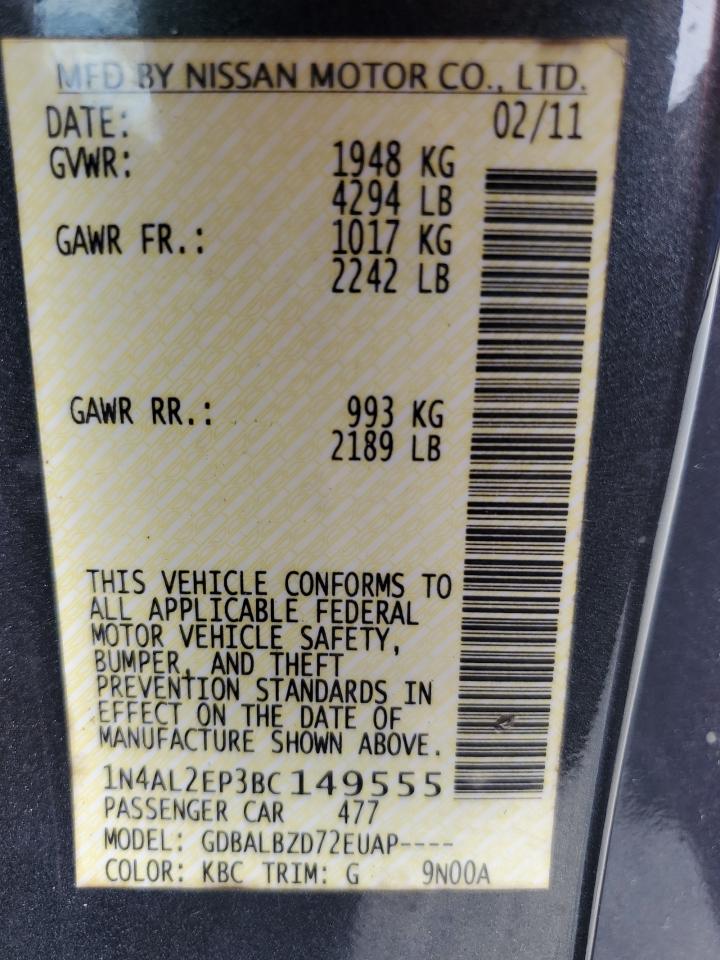 MFD BY NISSAN MOTOR CO., LTD.
DATE: 02/11
GVWR: 1948 KG
4294 LB
GAWR FR.: 1017 KG
2242 LB
GAWR RR.: 993 KG
2189 LB
THIS VEHICLE CONFORMS TO
ALL APPLICABLE FEDERAL
MOTOR VEHICLE SAFETY,
BUMPER, AND THEFT
PREVENTION STANDARDS IN
EFFECT ON THE DATE OF
MANUFACTURE SHOWN ABOVE.
1N4AL2EP3BC149555
PASSENGER CAR 477
MODEL: GDBALBZD72EUAP----
COLOR: KBC TRIM: G 9N00A